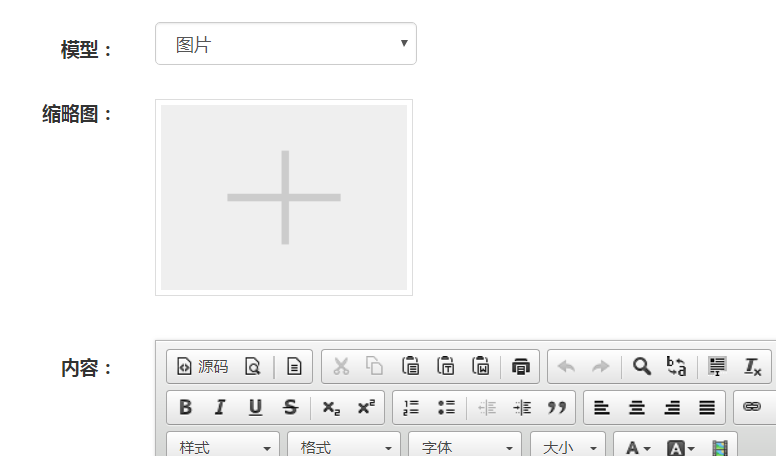 模型：
图片
缩略图：
内容：
源码
样式 格式 字体 大小